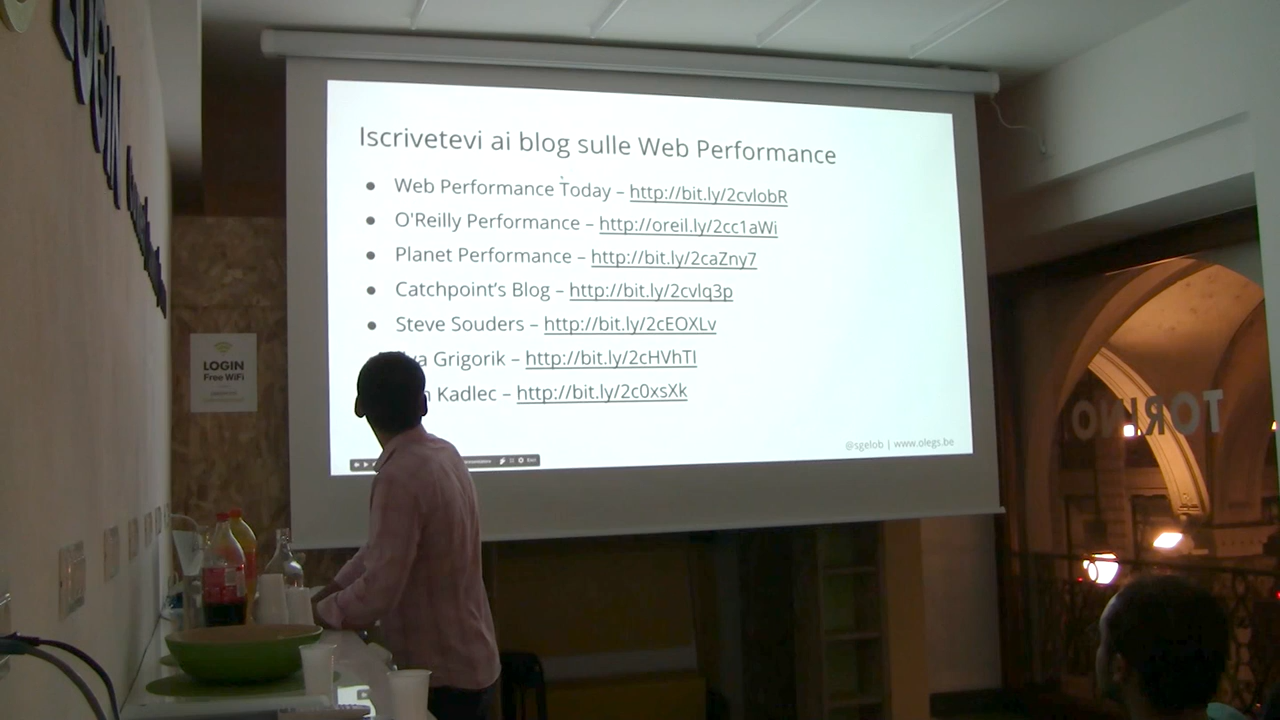 LOGIN
Iscrivetevi ai blog sulle Web Performance
• Web Performance Today – http://bit.ly/2cvlobR
• O'Reilly Performance – http://oreil.ly/2cc1aWi
• Planet Performance – http://bit.ly/2caZny7
• Catchpoint's Blog – http://bit.ly/2cvlq3p
• Steve Souders – http://bit.ly/2cEOXLv
Grigorik – http://bit.ly/2cHVhTI
Kadlec – http://bit.ly/2c0xsXk
@sgelob | www.olegs.be
LOGIN
Free WiFi
TORINO